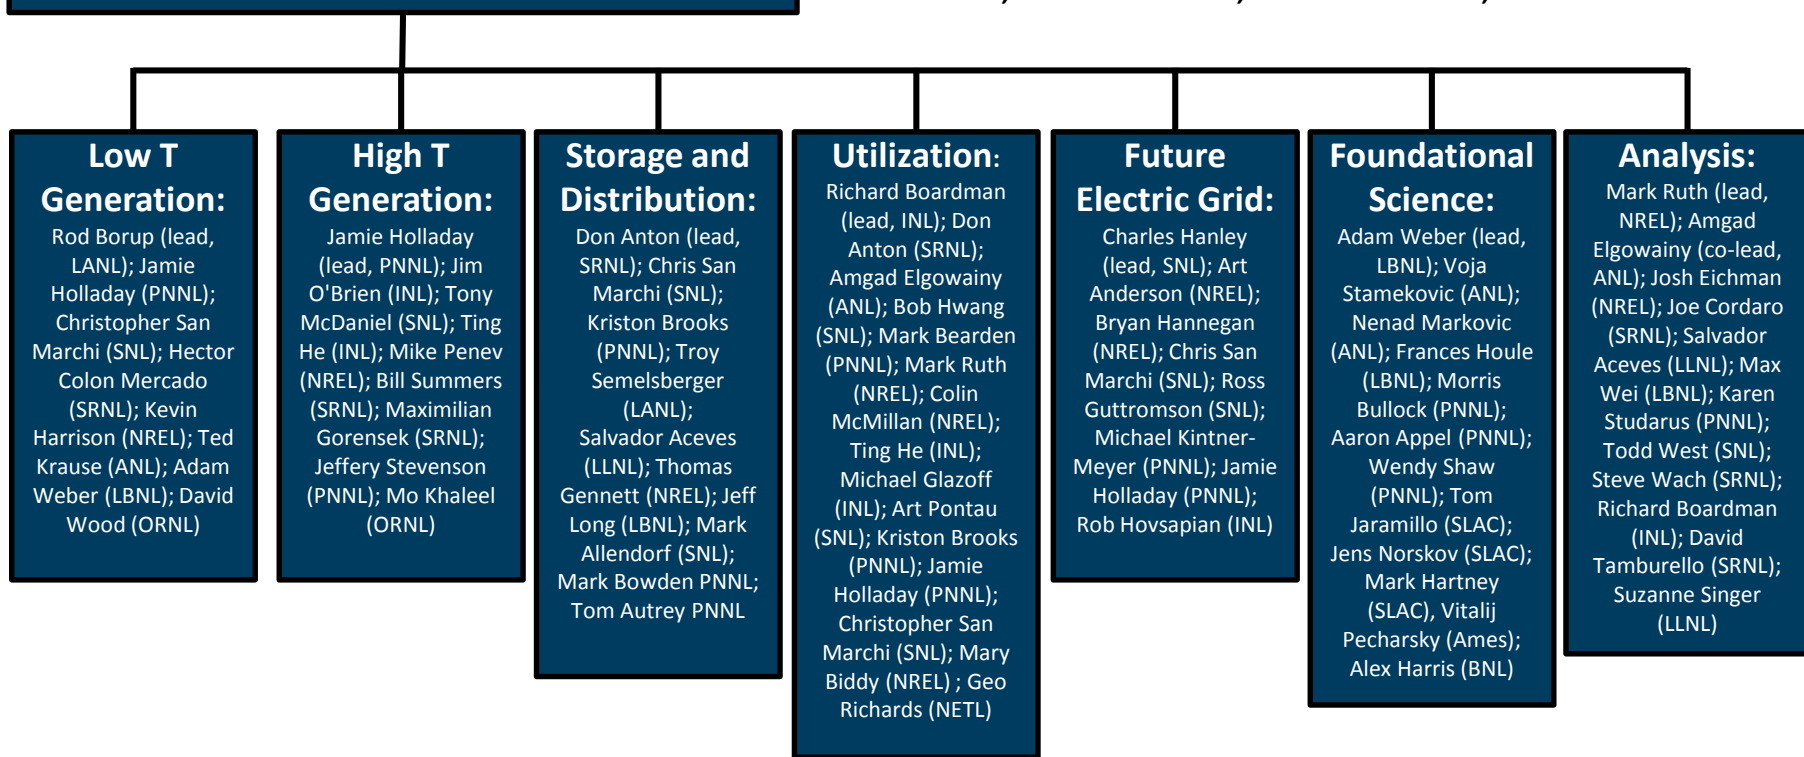 Low T
Generation:
Rod Borup (lead,
LANL); Jamie
Holladay (PNNL);
Christopher San
Marchi (SNL); Hector
Colon Mercado
(SRNL); Kevin
Harrison (NREL); Ted
Krause (ANL); Adam
Weber (LBNL); David
Wood (ORNL)
High T
Generation:
Jamie Holladay
(lead, PNNL); Jim
O'Brien (INL); Tony
McDaniel (SNL); Ting
He (INL); Mike Penev
(NREL); Bill Summers
(SRNL); Maximilian
Gorensek (SRNL);
Jeffery Stevenson
(PNNL); Mo Khaleel
(ORNL)
Storage and
Distribution:
Don Anton (lead,
SRNL); Chris San
Marchi (SNL);
Kriston Brooks
(PNNL); Troy
Semelsberger
(LANL);
Salvador Aceves
(LLNL); Thomas
Gennett (NREL); Jeff
Long (LBNL); Mark
Allendorf (SNL);
Mark Bowden PNNL;
Tom Autrey PNNL
Utilization:
Richard Boardman
(lead, INL); Don
Anton (SRNL);
Amgad Elgowainy
(ANL); Bob Hwang
(SNL); Mark Bearden
(PNNL); Mark Ruth
(NREL); Colin
McMillan (NREL);
Ting He (INL);
Michael Glazoff
(INL); Art Pontau
(SNL); Kriston Brooks
(PNNL); Jamie
Holladay (PNNL);
Christopher San
Marchi (SNL); Mary
Biddy (NREL) ; Geo
Richards (NETL)
Future
Electric Grid:
Charles Hanley
(lead, SNL); Art
Anderson (NREL);
Bryan Hannegan
(NREL); Chris San
Marchi (SNL); Ross
Guttromson (SNL);
Michael Kintner-
Meyer (PNNL); Jamie
Holladay (PNNL);
Rob Hovsapian (INL)
Foundational
Science:
Adam Weber (lead,
LBNL); Voja
Stamekovic (ANL);
Nenad Markovic
(ANL); Frances Houle
(LBNL); Morris
Bullock (PNNL);
Aaron Appel (PNNL);
Wendy Shaw
(PNNL); Tom
Jaramillo (SLAC);
Jens Norskov (SLAC);
Mark Hartney
(SLAC), Vitalij
Pecharsky (Ames);
Alex Harris (BNL)
Analysis:
Mark Ruth (lead,
NREL); Amgad
Elgowainy (co-lead,
ANL); Josh Eichman
(NREL); Joe Cordaro
(SRNL); Salvador
Aceves (LLNL); Max
Wei (LBNL); Karen
Studarus (PNNL);
Todd West (SNL);
Steve Wach (SRNL);
Richard Boardman
(INL); David
Tamburello (SRNL);
Suzanne Singer
(LLNL)